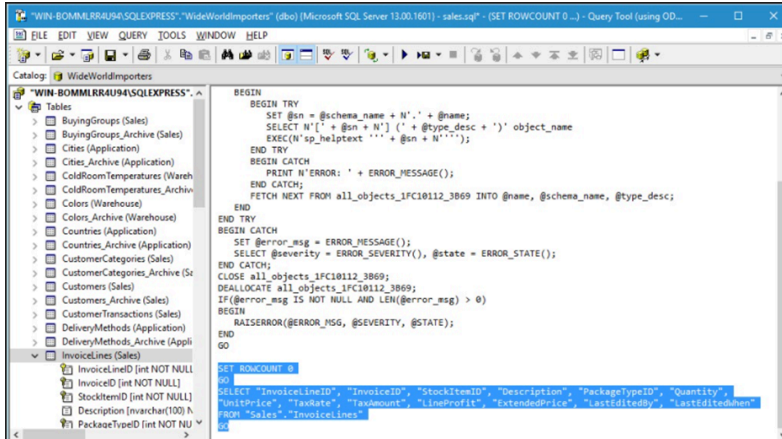 "WIN-BOMMLRR4U94\SQLEXPRESS"."WideWorldImporters" (dbo) [Microsoft SQL Server 13.00.1601) - sales.sql* - (SET ROWCOUNT 0 ...) - Query Tool (using OD...
FILE EDIT VIEW QUERY TOOLS WINDOW HELP
Catalog: WideWorldImporters
"WIN-BOMMLRR4U94\SQLEXPRESS".
Tables
BuyingGroups (Sales)
BuyingGroups_Archive (Sales)
Cities (Application)
Cities_Archive (Application)
ColdRoomTemperatures (Wareh
ColdRoomTemperatures_Archiv
Colors (Warehouse)
Colors_Archive (Warehouse)
Countries (Application)
Countries_Archive (Application)
CustomerCategories (Sales)
CustomerCategories_Archive (Sa
Customers (Sales)
Customers_Archive (Sales)
CustomerTransactions (Sales)
DeliveryMethods (Application)
DeliveryMethods_Archive (Appli
InvoiceLines (Sales)
InvoiceLineID [int NOT NULL
InvoiceID [int NOT NULL]
StockItemID [int NOT NULL]
Description [nvarchar(100) N
PackageTypeID [int NOT NU
BEGIN
BEGIN TRY
SET @sn = @schema_name + N'.' + @name;
SELECT N'[' + @sn + N'] (' + @type_desc + ')' object_name
EXEC(N'sp_helptext ''' + @sn + N'''');
END TRY
BEGIN CATCH
PRINT N'ERROR: ' + ERROR_MESSAGE();
END CATCH;
FETCH NEXT FROM all_objects_1FC10112_3B69 INTO @name, @schema_name, @type_desc;
END
END TRY
BEGIN CATCH
SET @error_msg = ERROR_MESSAGE();
SELECT @severity = ERROR_SEVERITY(), @state = ERROR_STATE();
END CATCH;
CLOSE all_objects_1FC10112_3B69;
DEALLOCATE all_objects_1FC10112_3B69;
IF(@error_msg IS NOT NULL AND LEN(@error_msg) > 0)
BEGIN
RAISERROR(@ERROR_MSG, @SEVERITY, @STATE);
END
GO
SET ROWCOUNT 0
GO
SELECT "InvoiceLineID", "InvoiceID", "StockItemID", "Description", "PackageTypeID", "Quantity",
"UnitPrice", "TaxRate", "TaxAmount", "LineProfit", "ExtendedPrice", "LastEditedBy", "LastEditedWhen"
FROM "Sales"."InvoiceLines"
GO